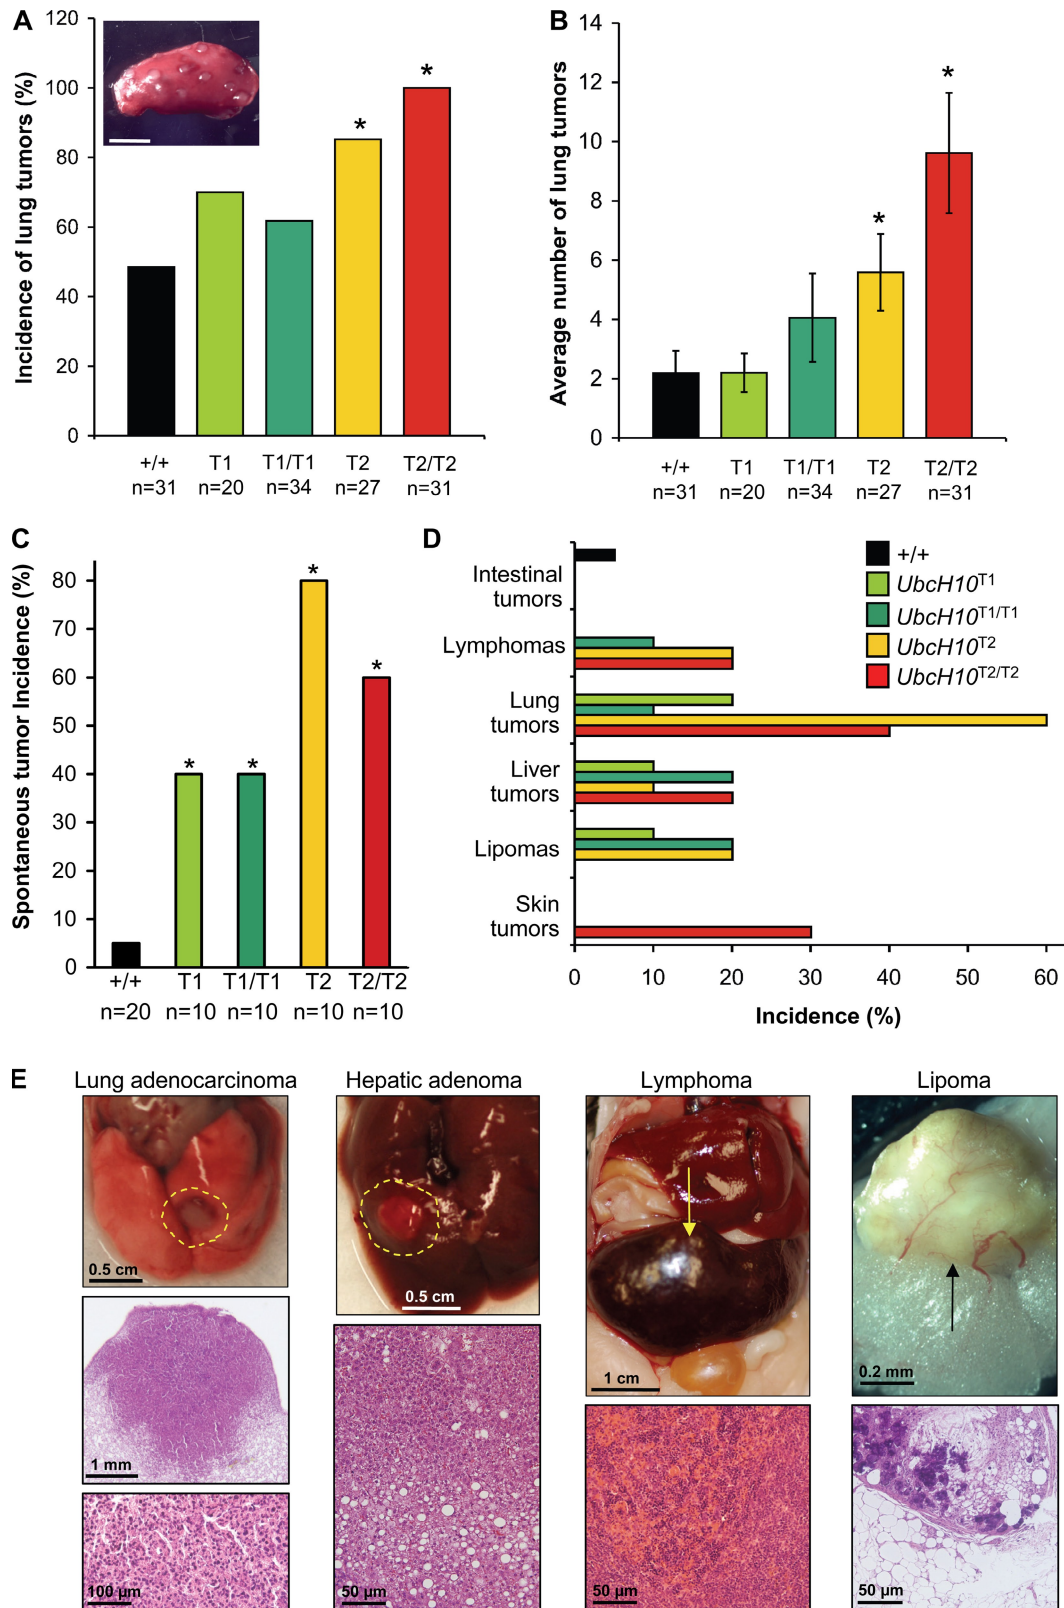 A
Incidence of lung tumors (%)
120
100
80
60
40
20
0
*
*
+/+ T1 T1/T1 T2 T2/T2
n=31 n=20 n=34 n=27 n=31
B
Average number of lung tumors
14
12
10
8
6
4
2
0
*
*
+/+ T1 T1/T1 T2 T2/T2
n=31 n=20 n=34 n=27 n=31
C
Spontaneous tumor Incidence (%)
80
70
60
50
40
30
20
10
0
* * * *
+/+ T1 T1/T1 T2 T2/T2
n=20 n=10 n=10 n=10 n=10
D
Intestinal
tumors
Lymphomas
Lung
tumors
Liver
tumors
Lipomas
Skin
tumors
+/+
UbcH10T1
UbcH10T1/T1
UbcH10T2
UbcH10T2/T2
0 10 20 30 40 50 60
Incidence (%)
E
Lung adenocarcinoma Hepatic adenoma Lymphoma Lipoma
0.5 cm
0.5 cm
1 cm
0.2 mm
1 mm
100 µm
50 µm
50 µm
50 µm